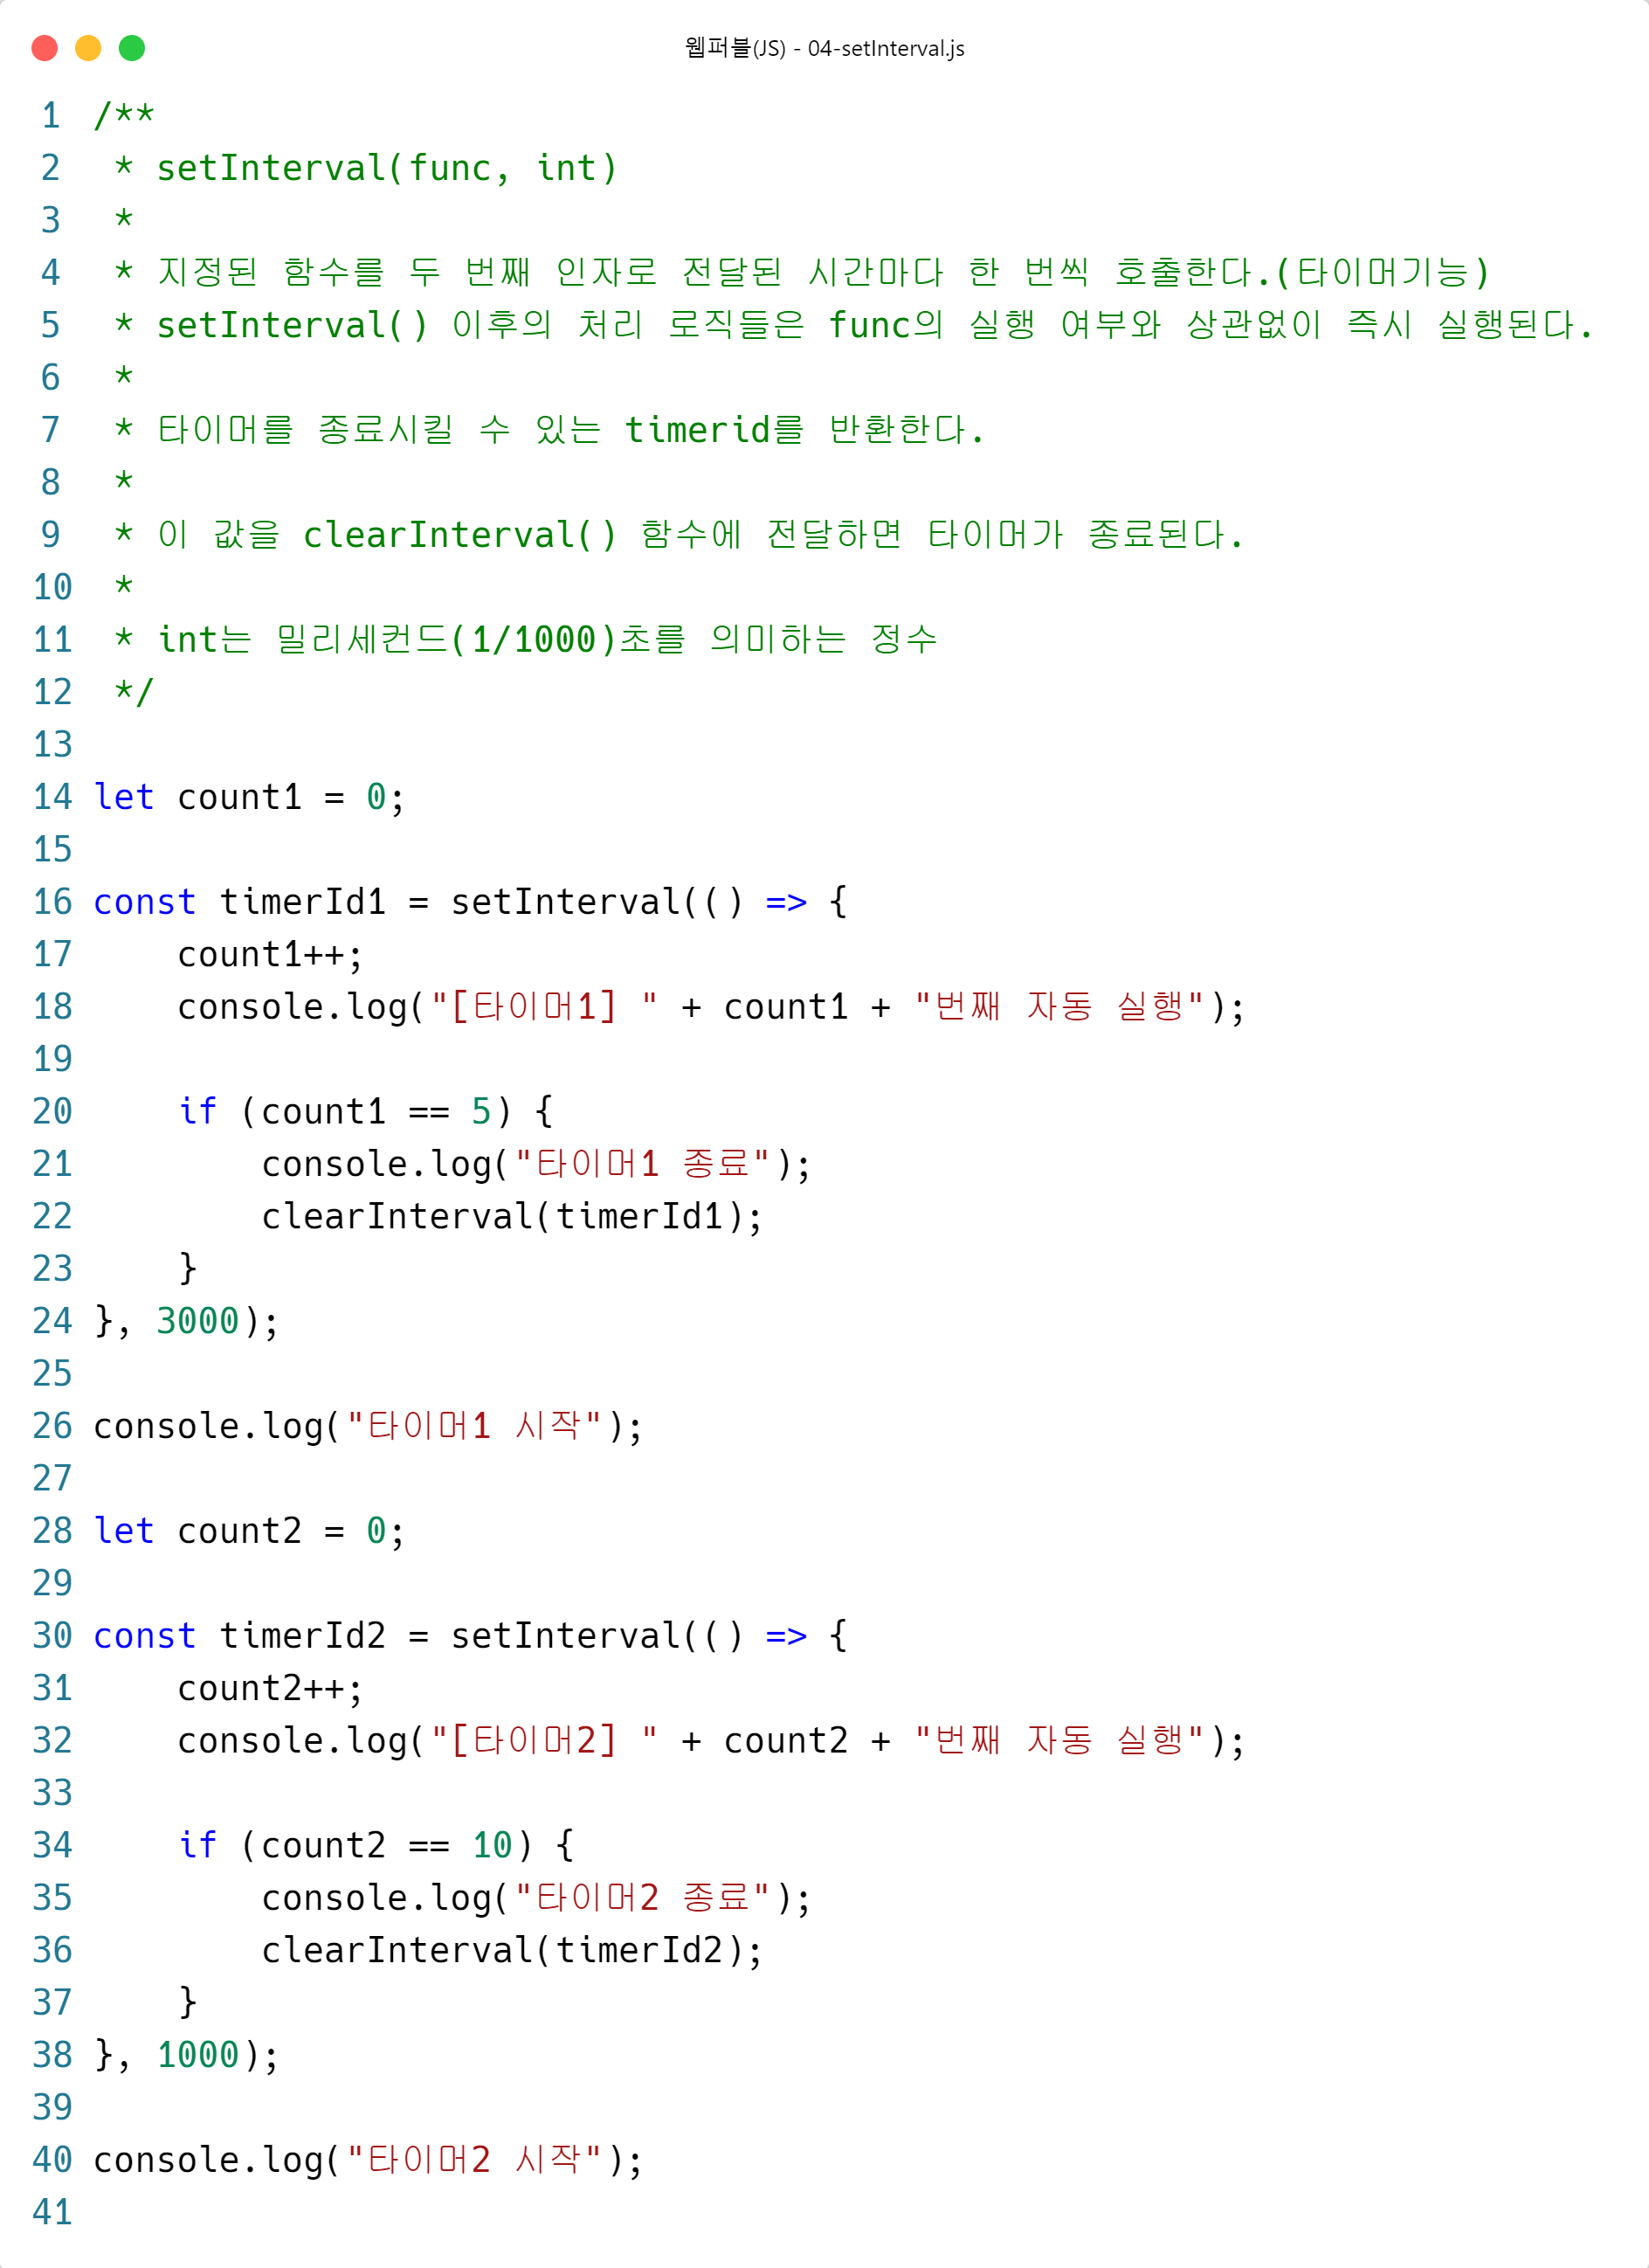 웹퍼블(JS) - 04-setInterval.js
1 /**
2  * setInterval(func, int)
3  *
4  * 지정된 함수를 두 번째 인자로 전달된 시간마다 한 번씩 호출한다.(타이머기능)
5  * setInterval() 이후의 처리 로직들은 func의 실행 여부와 상관없이 즉시 실행된다.
6  *
7  * 타이머를 종료시킬 수 있는 timerid를 반환한다.
8  *
9  * 이 값을 clearInterval() 함수에 전달하면 타이머가 종료된다.
10  *
11  * int는 밀리세컨드(1/1000)초를 의미하는 정수
12  */
13
14 let count1 = 0;
15
16 const timerId1 = setInterval(() => {
17     count1++;
18     console.log("[타이머1] " + count1 + "번째 자동 실행");
19
20     if (count1 == 5) {
21         console.log("타이머1 종료");
22         clearInterval(timerId1);
23     }
24 }, 3000);
25
26 console.log("타이머1 시작");
27
28 let count2 = 0;
29
30 const timerId2 = setInterval(() => {
31     count2++;
32     console.log("[타이머2] " + count2 + "번째 자동 실행");
33
34     if (count2 == 10) {
35         console.log("타이머2 종료");
36         clearInterval(timerId2);
37     }
38 }, 1000);
39
40 console.log("타이머2 시작");
41